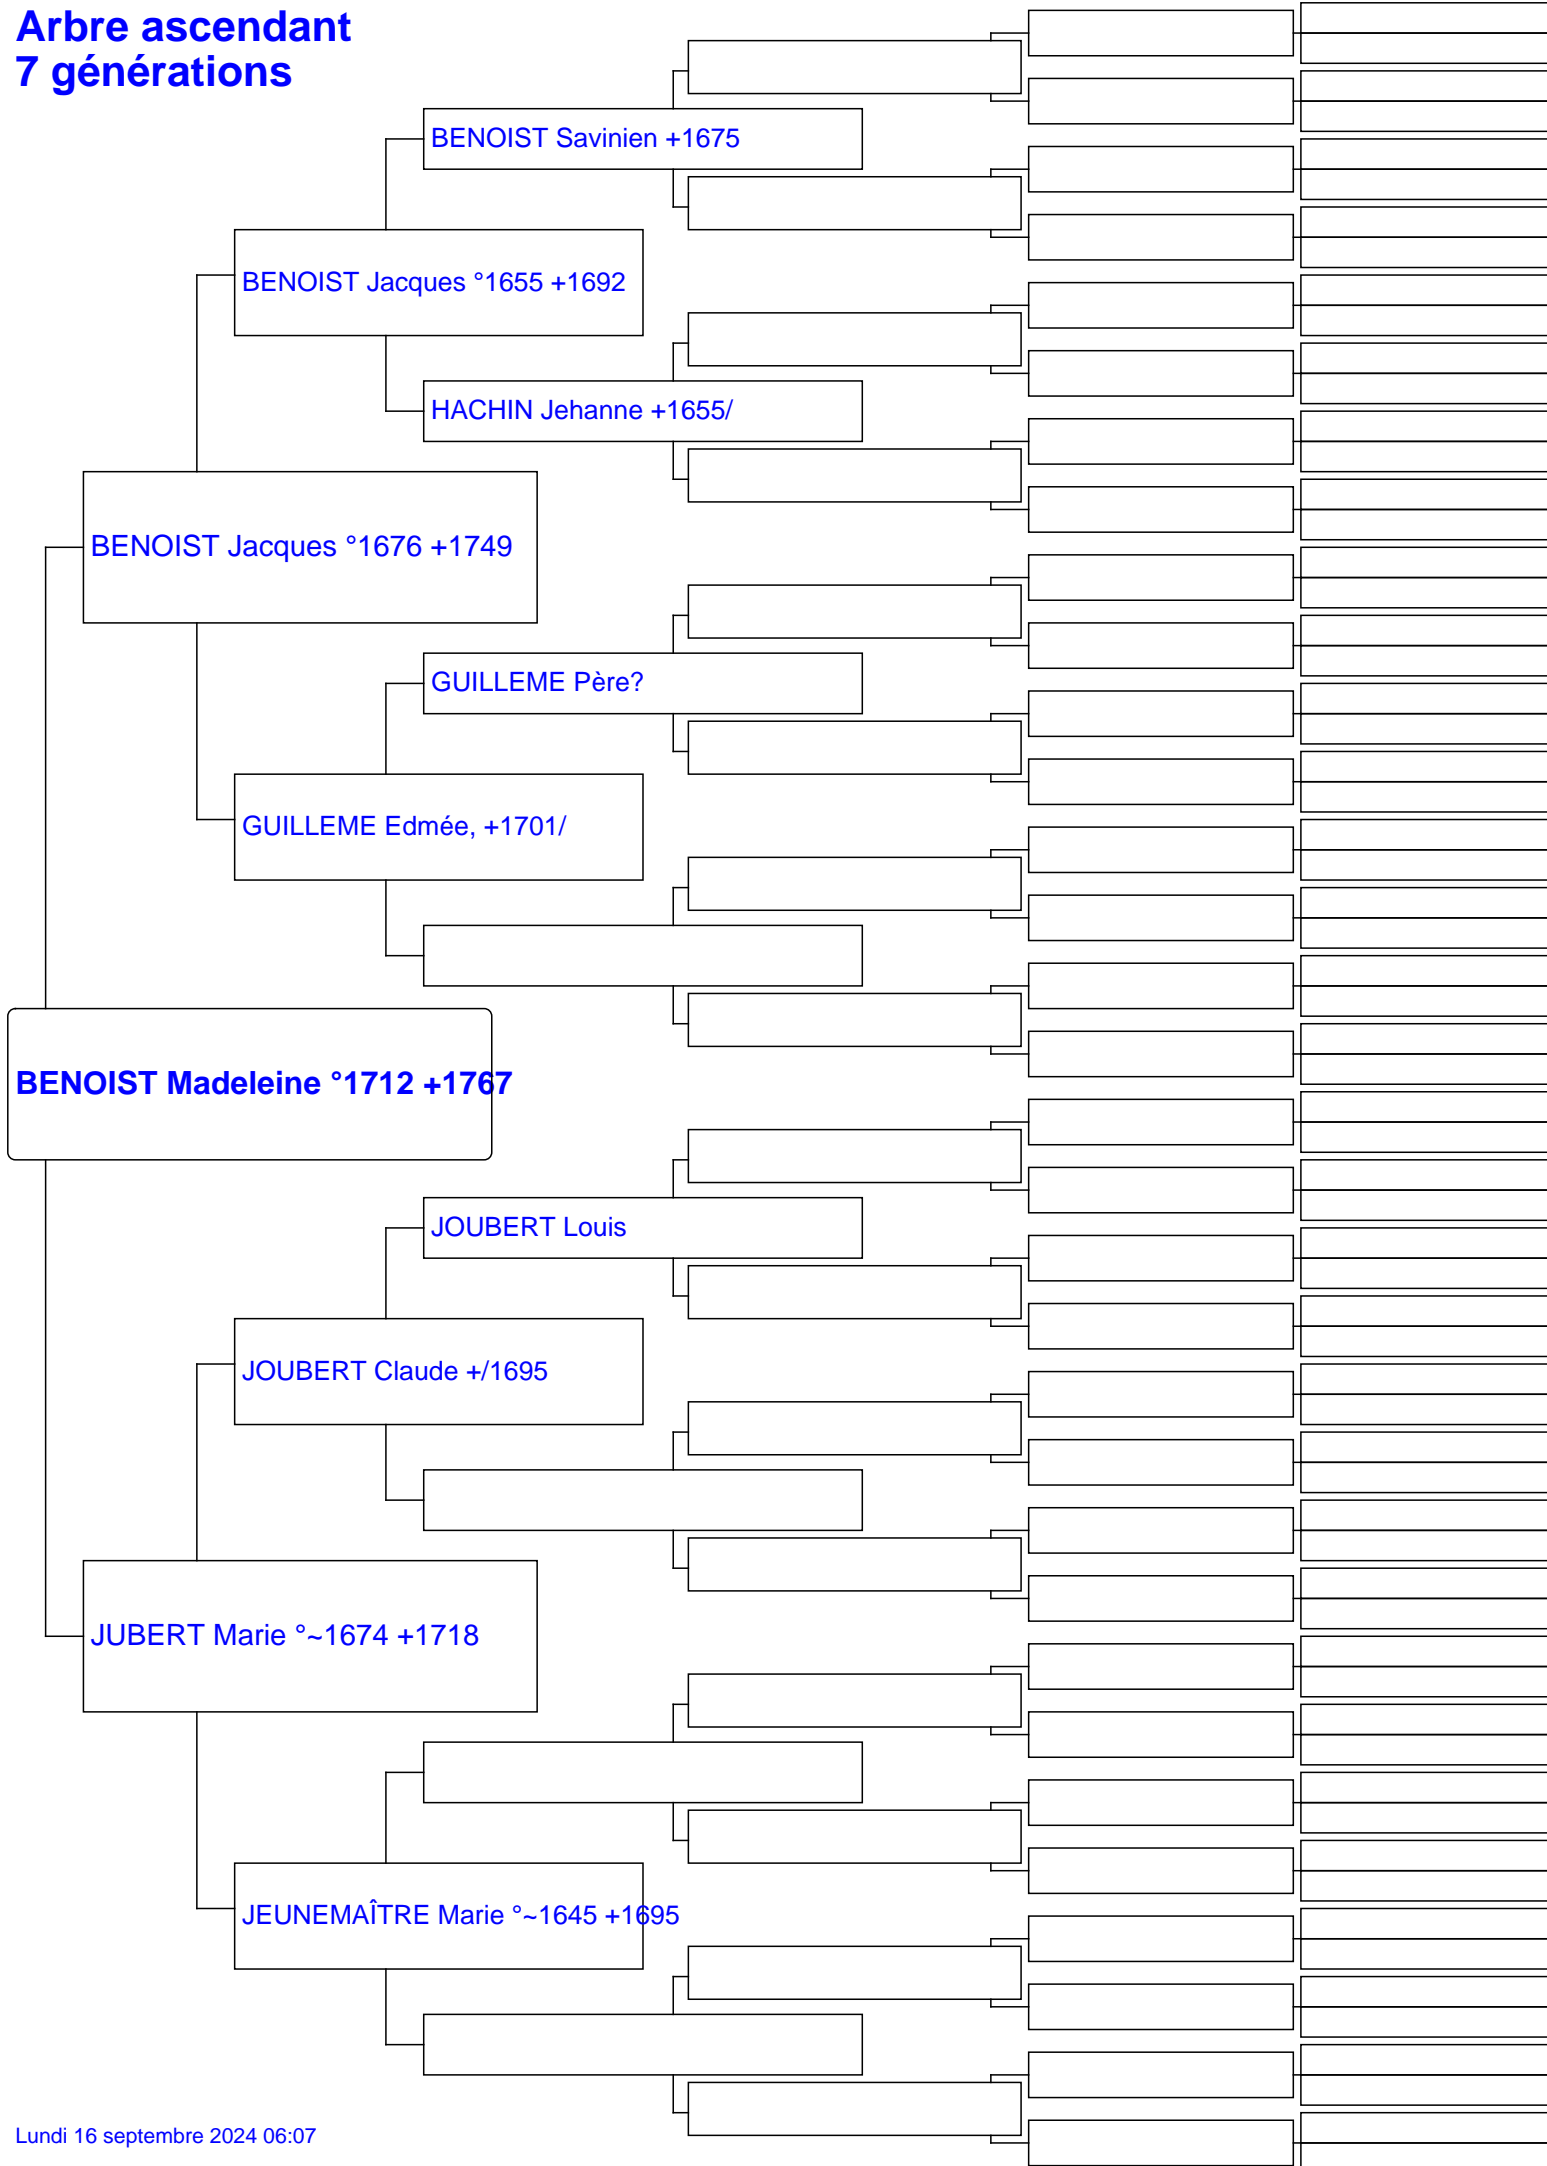 Arbre ascendant
7 générations
BENOIST Savinien +1675
BENOIST Jacques °1655 +1692
HACHIN Jehanne +1655/
BENOIST Jacques °1676 +1749
GUILLEME Père?
GUILLEME Edmée, +1701/
BENOIST Madeleine °1712 +1767
JOUBERT Louis
JOUBERT Claude +/1695
JUBERT Marie °~1674 +1718
JEUNEMAÎTRE Marie °~1645 +1695
Lundi 16 septembre 2024 06:07